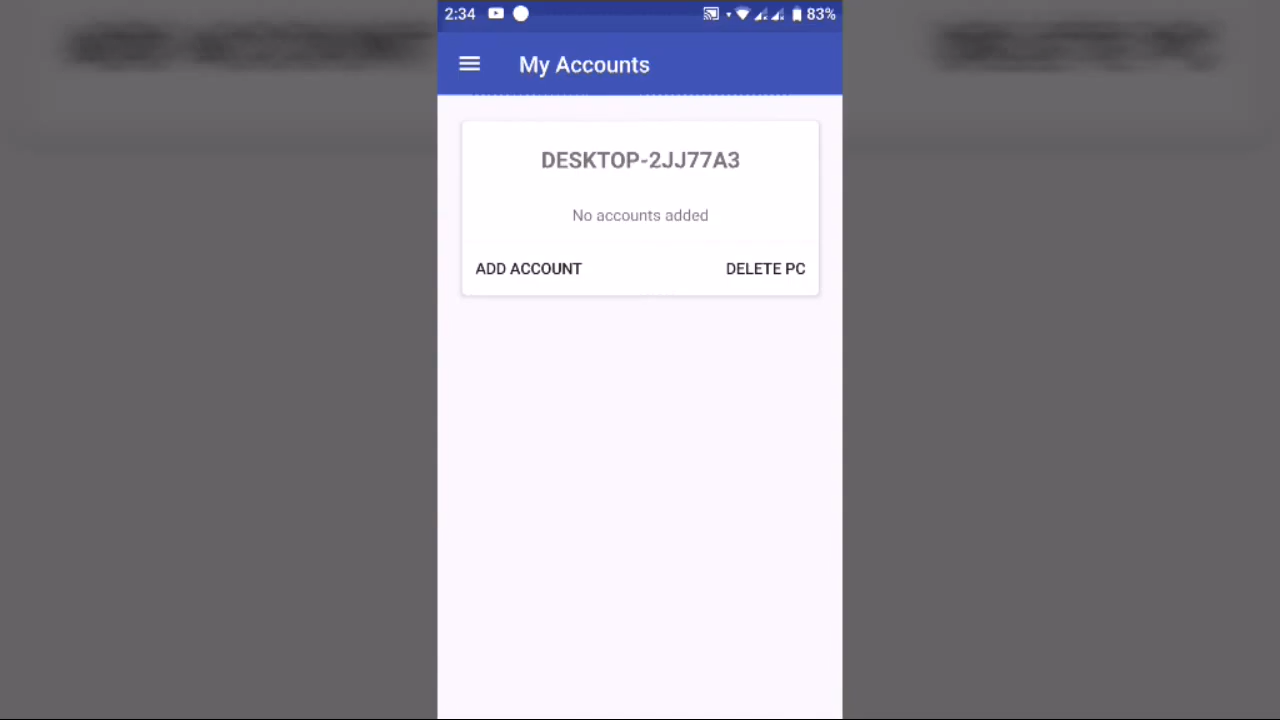 2:34 83%
My Accounts
DESKTOP-2JJ77A3
No accounts added
ADD ACCOUNT DELETE PC